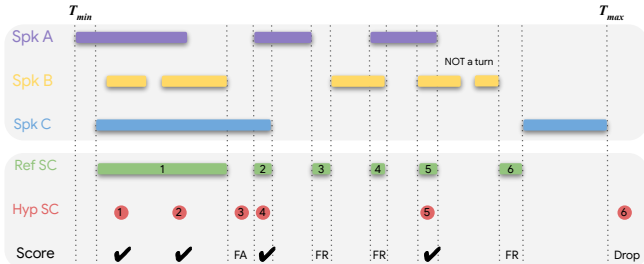 T_min T_max
Spk A
NOT a turn
Spk B
Spk C
Ref SC 1 2 3 4 5 6
Hyp SC 1 2 3 4 5 6
Score ✔ ✔ FA ✔ FR FR ✔ FR Drop